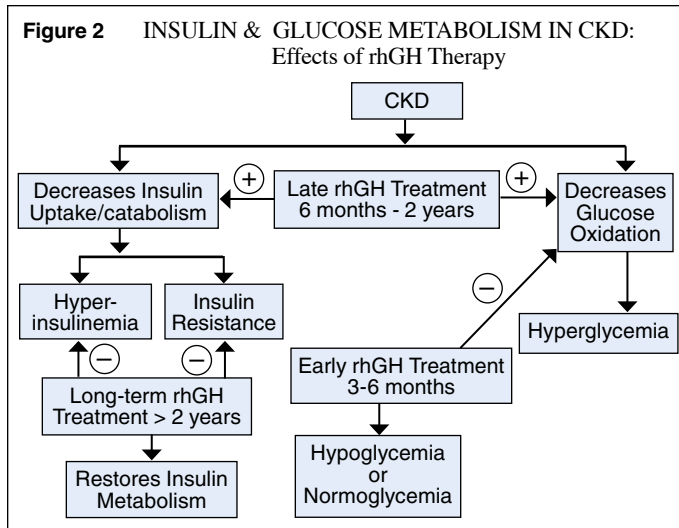 Figure 2 INSULIN & GLUCOSE METABOLISM IN CKD:
Effects of rhGH Therapy
CKD
Decreases Insulin
Uptake/catabolism
+
Late rhGH Treatment
6 months - 2 years
+
Decreases
Glucose
Oxidation
Hyper-
insulinemia
Insulin
Resistance
−
Hyperglycemia
−
−
Early rhGH Treatment
3-6 months
Long-term rhGH
Treatment > 2 years
Hypoglycemia
or
Normoglycemia
Restores Insulin
Metabolism